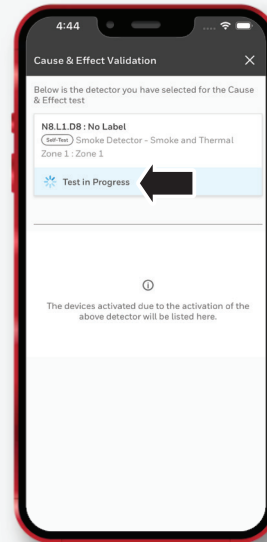 4:44
Cause & Effect Validation
Below is the detector you have selected for the Cause
& Effect test
N8.L1.D8 : No Label
Self-Test Smoke Detector - Smoke and Thermal
Zone 1 : Zone 1
Test in Progress
The devices activated due to the activation of the
above detector will be listed here.